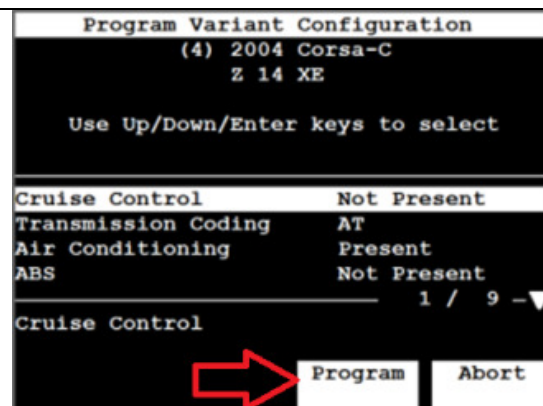 Program Variant Configuration
(4) 2004 Corsa-C
Z 14 XE
Use Up/Down/Enter keys to select
Cruise Control Not Present
Transmission Coding AT
Air Conditioning Present
ABS Not Present
1 / 9
Cruise Control
Program Abort